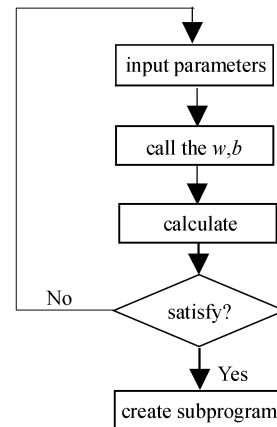 input parameters
call the w,b
calculate
satisfy?
No
Yes
create subprogram